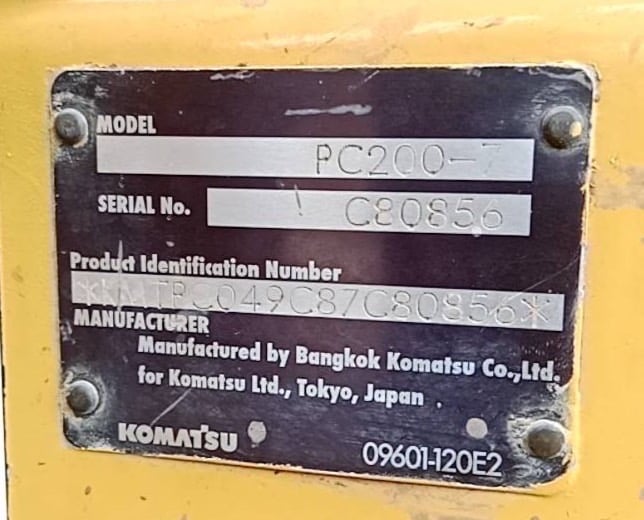 MODEL
PC200-7
SERIAL No.
C80856
Product Identification Number
*KMTPC049C87C80856*
MANUFACTURER
Manufactured by Bangkok Komatsu Co.,Ltd.
for Komatsu Ltd., Tokyo, Japan
KOMATSU
09601-120E2